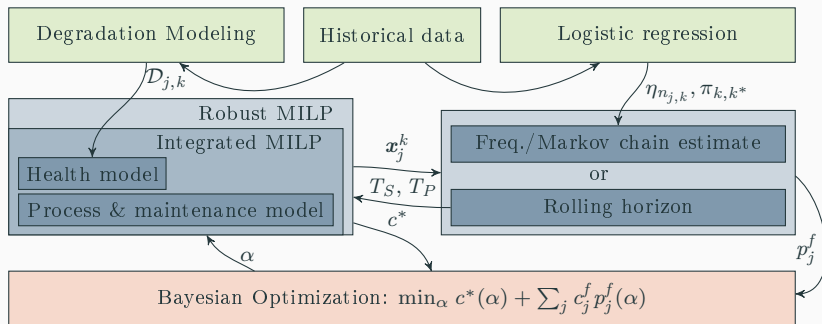 Degradation Modeling
Historical data
Logistic regression
𝒟_{j,k}
η_{n_{j,k}}, π_{k,k*}
Robust MILP
Integrated MILP
Health model
Process & maintenance model
x_j^k
T_S, T_P
c*
Freq./Markov chain estimate
or
Rolling horizon
p_j^f
α
Bayesian Optimization: min_α c*(α) + ∑_j c_j^f p_j^f(α)